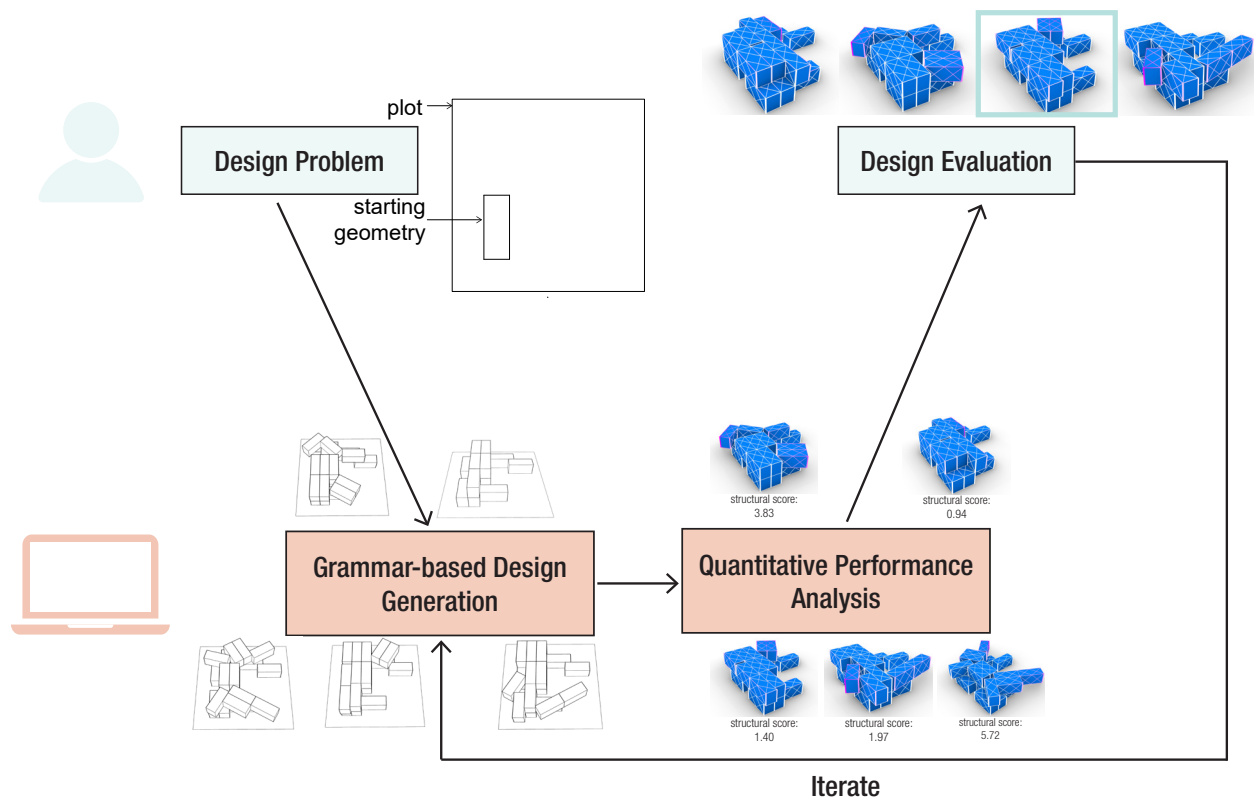 plot
Design Problem
starting
geometry
Design Evaluation
structural score:
3.83
structural score:
0.94
Grammar-based Design
Generation
Quantitative Performance
Analysis
structural score:
1.40
structural score:
1.97
structural score:
5.72
Iterate